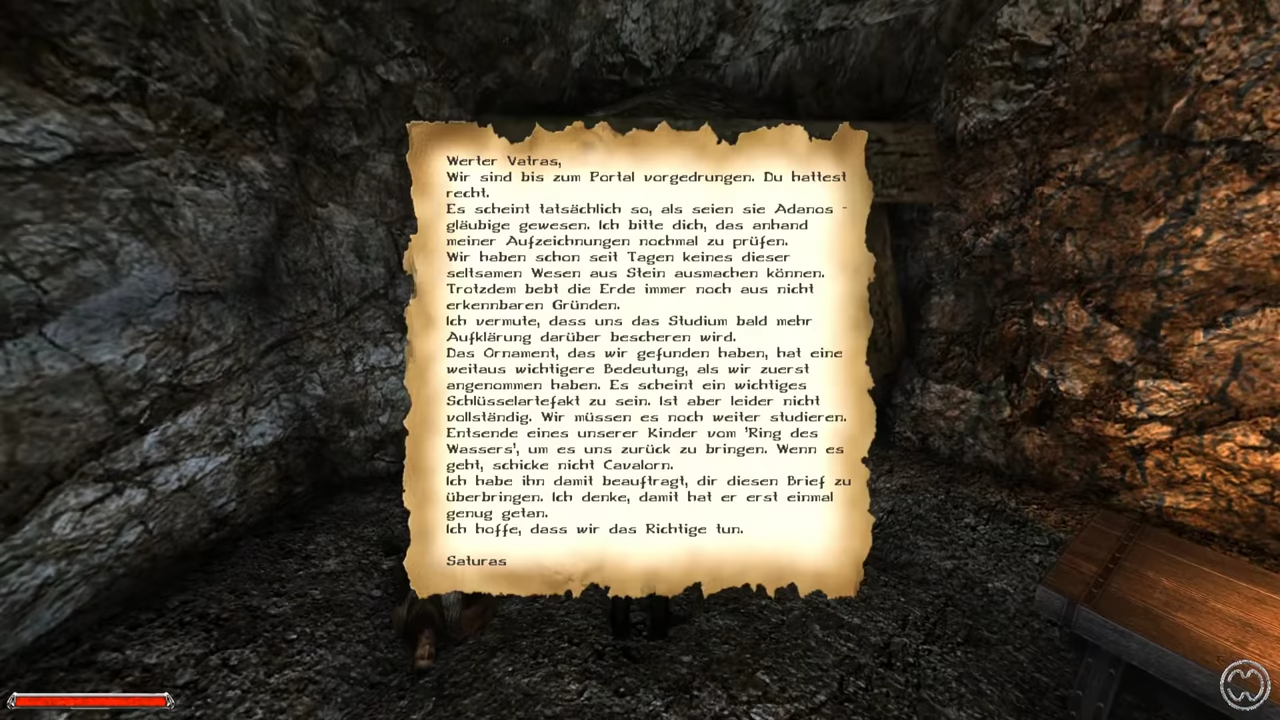 Werter Vatras,
Wir sind bis zum Portal vorgedrungen. Du hattest
recht.
Es scheint tatsächlich so, als seien sie Adanos -
gläubige gewesen. Ich bitte dich, das anhand
meiner Aufzeichnungen nochmal zu prüfen.
Wir haben schon seit Tagen keines dieser
seltsamen Wesen aus Stein ausmachen können.
Trotzdem bebt die Erde immer noch aus nicht
erkennbaren Gründen.
Ich vermute, dass uns das Studium bald mehr
Aufklärung darüber bescheren wird.
Das Ornament, das wir gefunden haben, hat eine
weitaus wichtigere Bedeutung, als wir zuerst
angenommen haben. Es scheint ein wichtiges
Schlüsselartefakt zu sein. Ist aber leider nicht
vollständig. Wir müssen es noch weiter studieren.
Entsende eines unserer Kinder vom 'Ring des
Wassers', um es uns zurück zu bringen. Wenn es
geht, schicke nicht Cavalorn.
Ich habe ihn damit beauftragt, dir diesen Brief zu
überbringen. Ich denke, damit hat er erst einmal
genug getan.
Ich hoffe, dass wir das Richtige tun.
Saturas